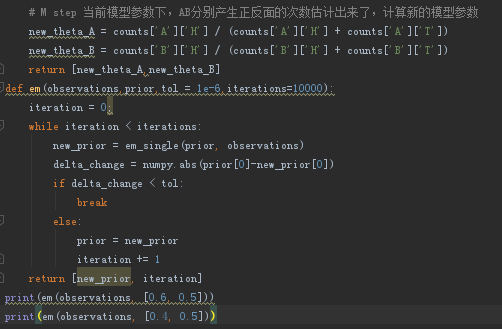 # M step 当前模型参数下，AB分别产生正反面的次数估计出来了，计算新的模型参数
new_theta_A = counts['A']['H'] / (counts['A']['H'] + counts['A']['T'])
new_theta_B = counts['B']['H'] / (counts['B']['H'] + counts['B']['T'])
return [new_theta_A,new_theta_B]
def em(observations,prior,tol = 1e-6,iterations=10000):
iteration = 0;
while iteration < iterations:
new_prior = em_single(prior, observations)
delta_change = numpy.abs(prior[0]-new_prior[0])
if delta_change < tol:
break
else:
prior = new_prior
iteration += 1
return [new_prior, iteration]
print(em(observations, [0.6, 0.5]))
print(em(observations, [0.4, 0.5]))